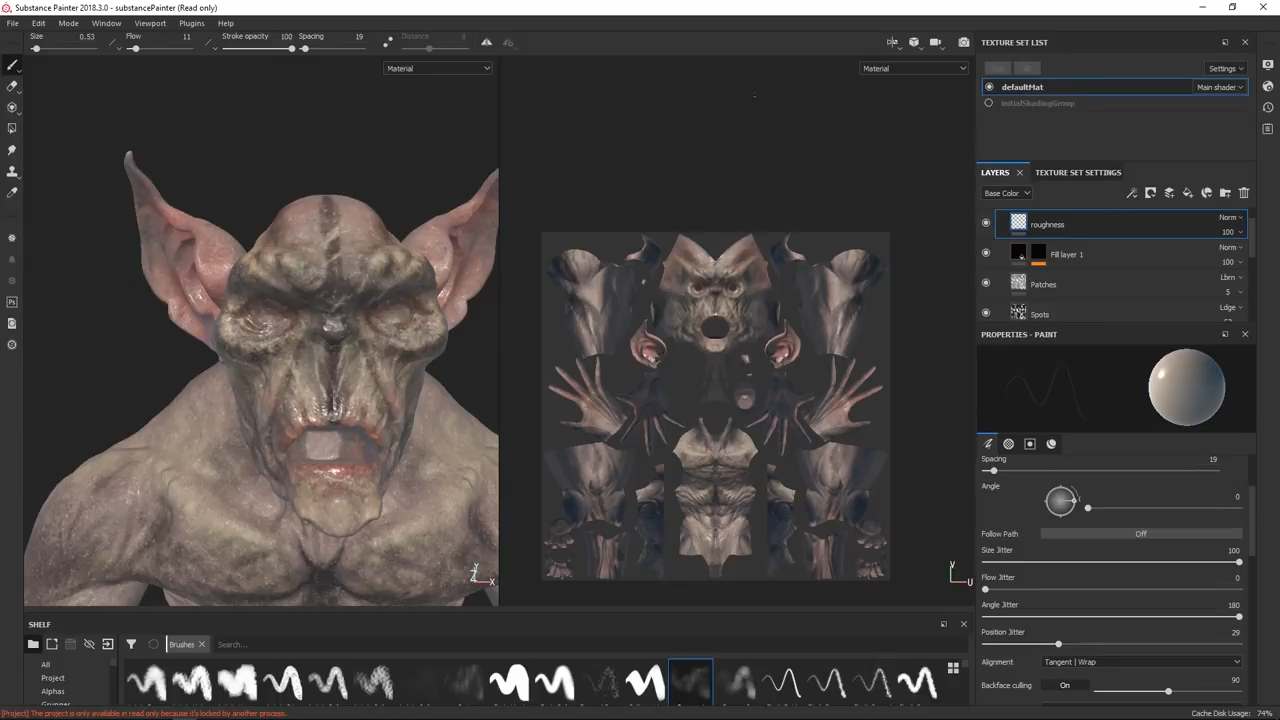 Substance Painter 2018.3.0 - substancePainter (Read only)
File Edit Mode Window Viewport Plugins Help
Size 0.53 Flow 11 Stroke opacity 100 Spacing 19 Distance 8
Material
Material
TEXTURE SET LIST
Settings
defaultMat Main shader
initialShadingGroup
LAYERS TEXTURE SET SETTINGS
Base Color
roughness Norm 100
Fill layer 1 Norm 100
Patches Lbrn 5
Spots Ldge
PROPERTIES - PAINT
Spacing 19
Angle 0
Follow Path Off
Size Jitter 100
Flow Jitter 0
Angle Jitter 180
Position Jitter 29
Alignment Tangent | Wrap
Backface culling On 90
Y
Z X
V
U
SHELF
Brushes Search...
All
Project
Alphas
Ps
[Project] The project is only available in read only because it's locked by another process.
Cache Disk Usage: 74%